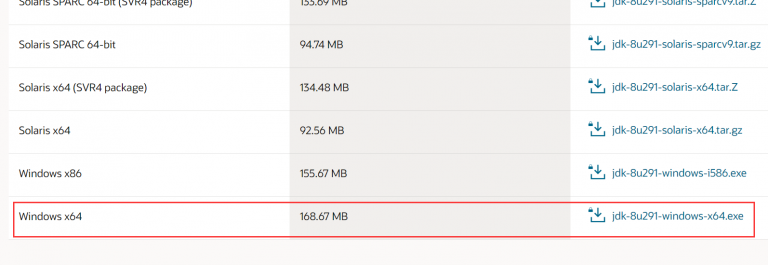 Solaris SPARC 64-bit (SVR4 package) 133.69 MB jdk-8u291-solaris-sparcv9.tar.Z
Solaris SPARC 64-bit 94.74 MB jdk-8u291-solaris-sparcv9.tar.gz
Solaris x64 (SVR4 package) 134.48 MB jdk-8u291-solaris-x64.tar.Z
Solaris x64 92.56 MB jdk-8u291-solaris-x64.tar.gz
Windows x86 155.67 MB jdk-8u291-windows-i586.exe
Windows x64 168.67 MB jdk-8u291-windows-x64.exe